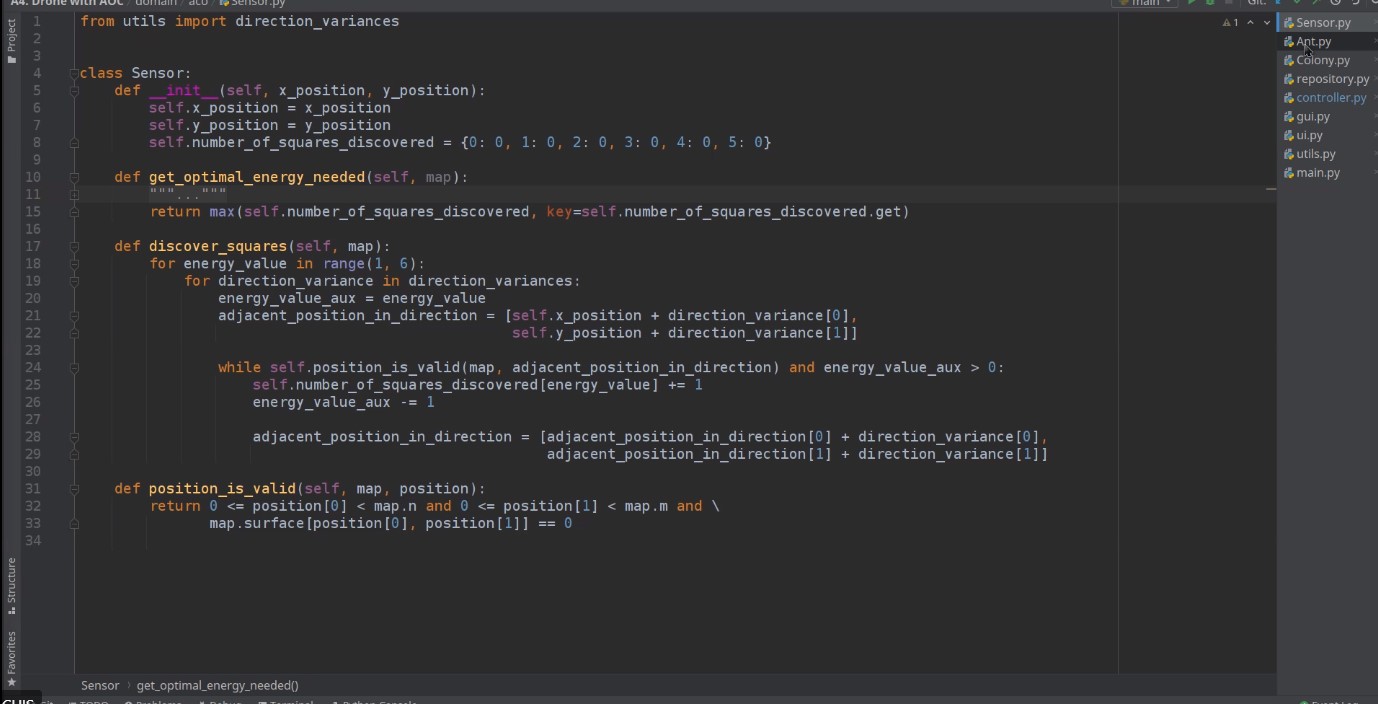 A4. Drone with AOC domain aco Sensor.py main Git:
Project
1 from utils import direction_variances
2
3
4 class Sensor:
5 def __init__(self, x_position, y_position):
6 self.x_position = x_position
7 self.y_position = y_position
8 self.number_of_squares_discovered = {0: 0, 1: 0, 2: 0, 3: 0, 4: 0, 5: 0}
9
10 def get_optimal_energy_needed(self, map):
11 """..."""
15 return max(self.number_of_squares_discovered, key=self.number_of_squares_discovered.get)
16
17 def discover_squares(self, map):
18 for energy_value in range(1, 6):
19 for direction_variance in direction_variances:
20 energy_value_aux = energy_value
21 adjacent_position_in_direction = [self.x_position + direction_variance[0],
22 self.y_position + direction_variance[1]]
23
24 while self.position_is_valid(map, adjacent_position_in_direction) and energy_value_aux > 0:
25 self.number_of_squares_discovered[energy_value] += 1
26 energy_value_aux -= 1
27
28 adjacent_position_in_direction = [adjacent_position_in_direction[0] + direction_variance[0],
29 adjacent_position_in_direction[1] + direction_variance[1]]
30
31 def position_is_valid(self, map, position):
32 return 0 <= position[0] < map.n and 0 <= position[1] < map.m and \
33 map.surface[position[0], position[1]] == 0
34
1
Sensor.py
Ant.py
Colony.py
repository.py
controller.py
gui.py
ui.py
utils.py
main.py
Structure
Favorites
Sensor › get_optimal_energy_needed()
Git TODO Problems Debug Terminal Python Console